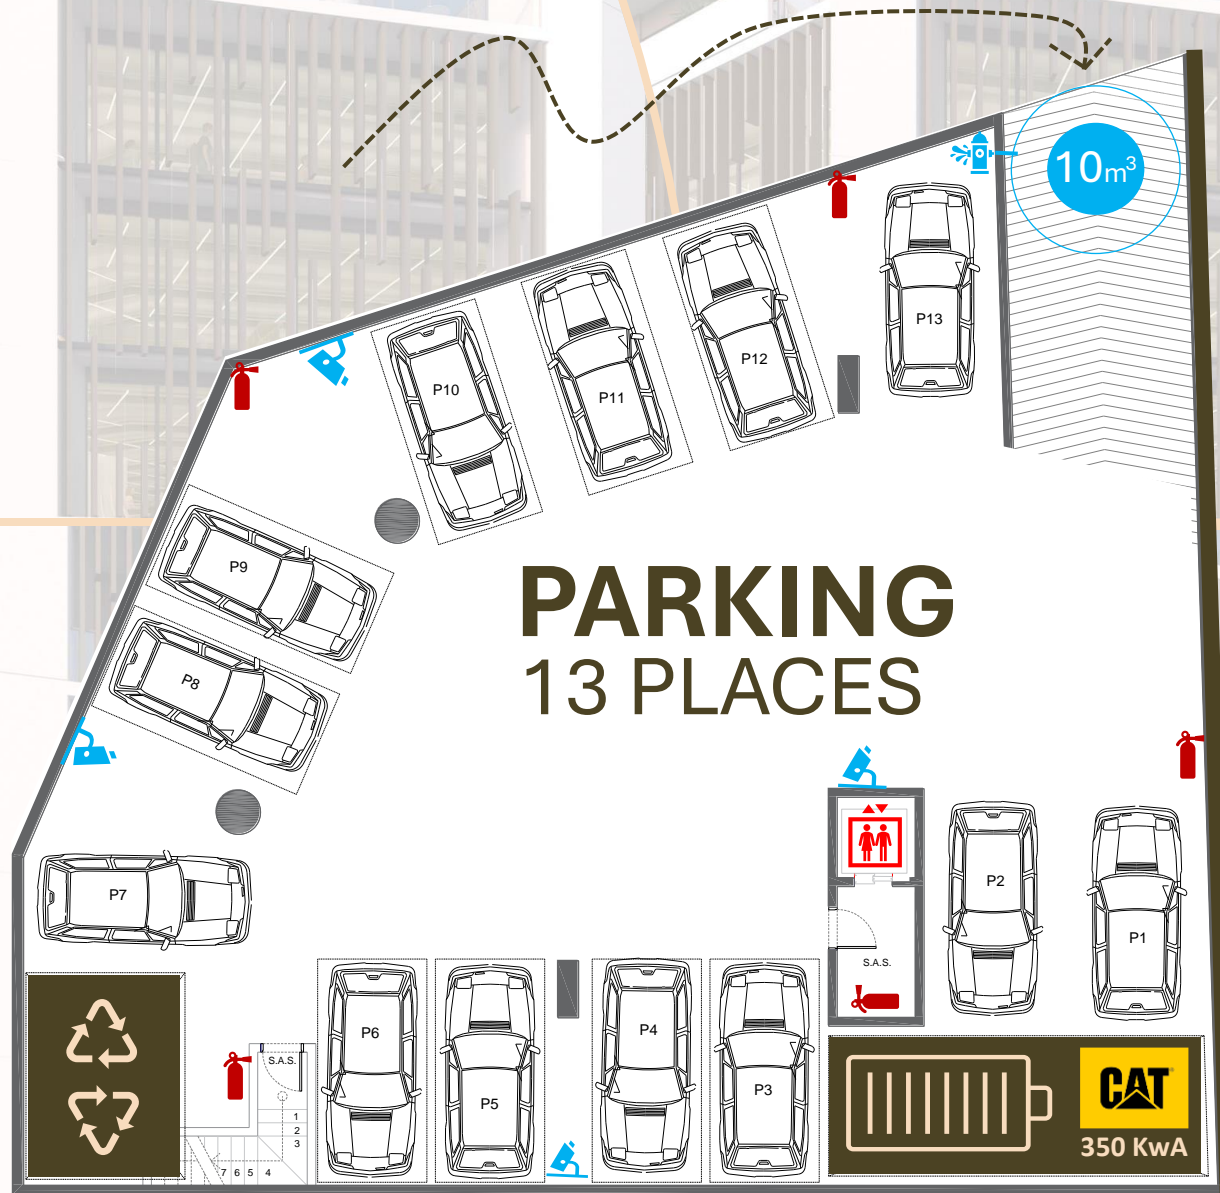 10m³
P13
P12
P11
P10
P9
P8
PARKING
13 PLACES
P7
P2
P1
S.A.S.
P6
P5
P4
P3
S.A.S.
1
2
3
7 6 5 4
CAT
350 KwA